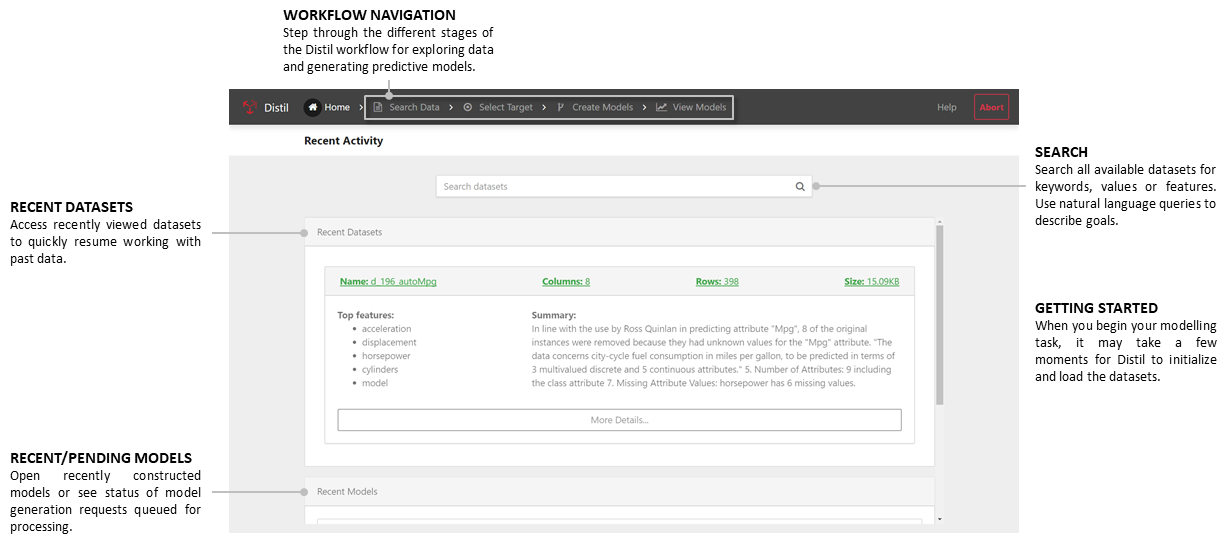 WORKFLOW NAVIGATION
Step through the different stages of
the Distil workflow for exploring data
and generating predictive models.
Distil
Home
Search Data
Select Target
Create Models
View Models
Help
Abort
Recent Activity
Search datasets
SEARCH
Search all available datasets for
keywords, values or features.
Use natural language queries to
describe goals.
RECENT DATASETS
Access recently viewed datasets
to quickly resume working with
past data.
Recent Datasets
Name: d_196_autoMpg
Columns: 8
Rows: 398
Size: 15.09KB
Top features:
• acceleration
• displacement
• horsepower
• cylinders
• model
Summary:
In line with the use by Ross Quinlan in predicting attribute "Mpg", 8 of the original
instances were removed because they had unknown values for the "Mpg" attribute. "The
data concerns city-cycle fuel consumption in miles per gallon, to be predicted in terms of
3 multivalued discrete and 5 continuous attributes." 5. Number of Attributes: 9 including
the class attribute 7. Missing Attribute Values: horsepower has 6 missing values.
More Details...
GETTING STARTED
When you begin your modelling
task, it may take a few
moments for Distil to initialize
and load the datasets.
RECENT/PENDING MODELS
Open recently constructed
models or see status of model
generation requests queued for
processing.
Recent Models